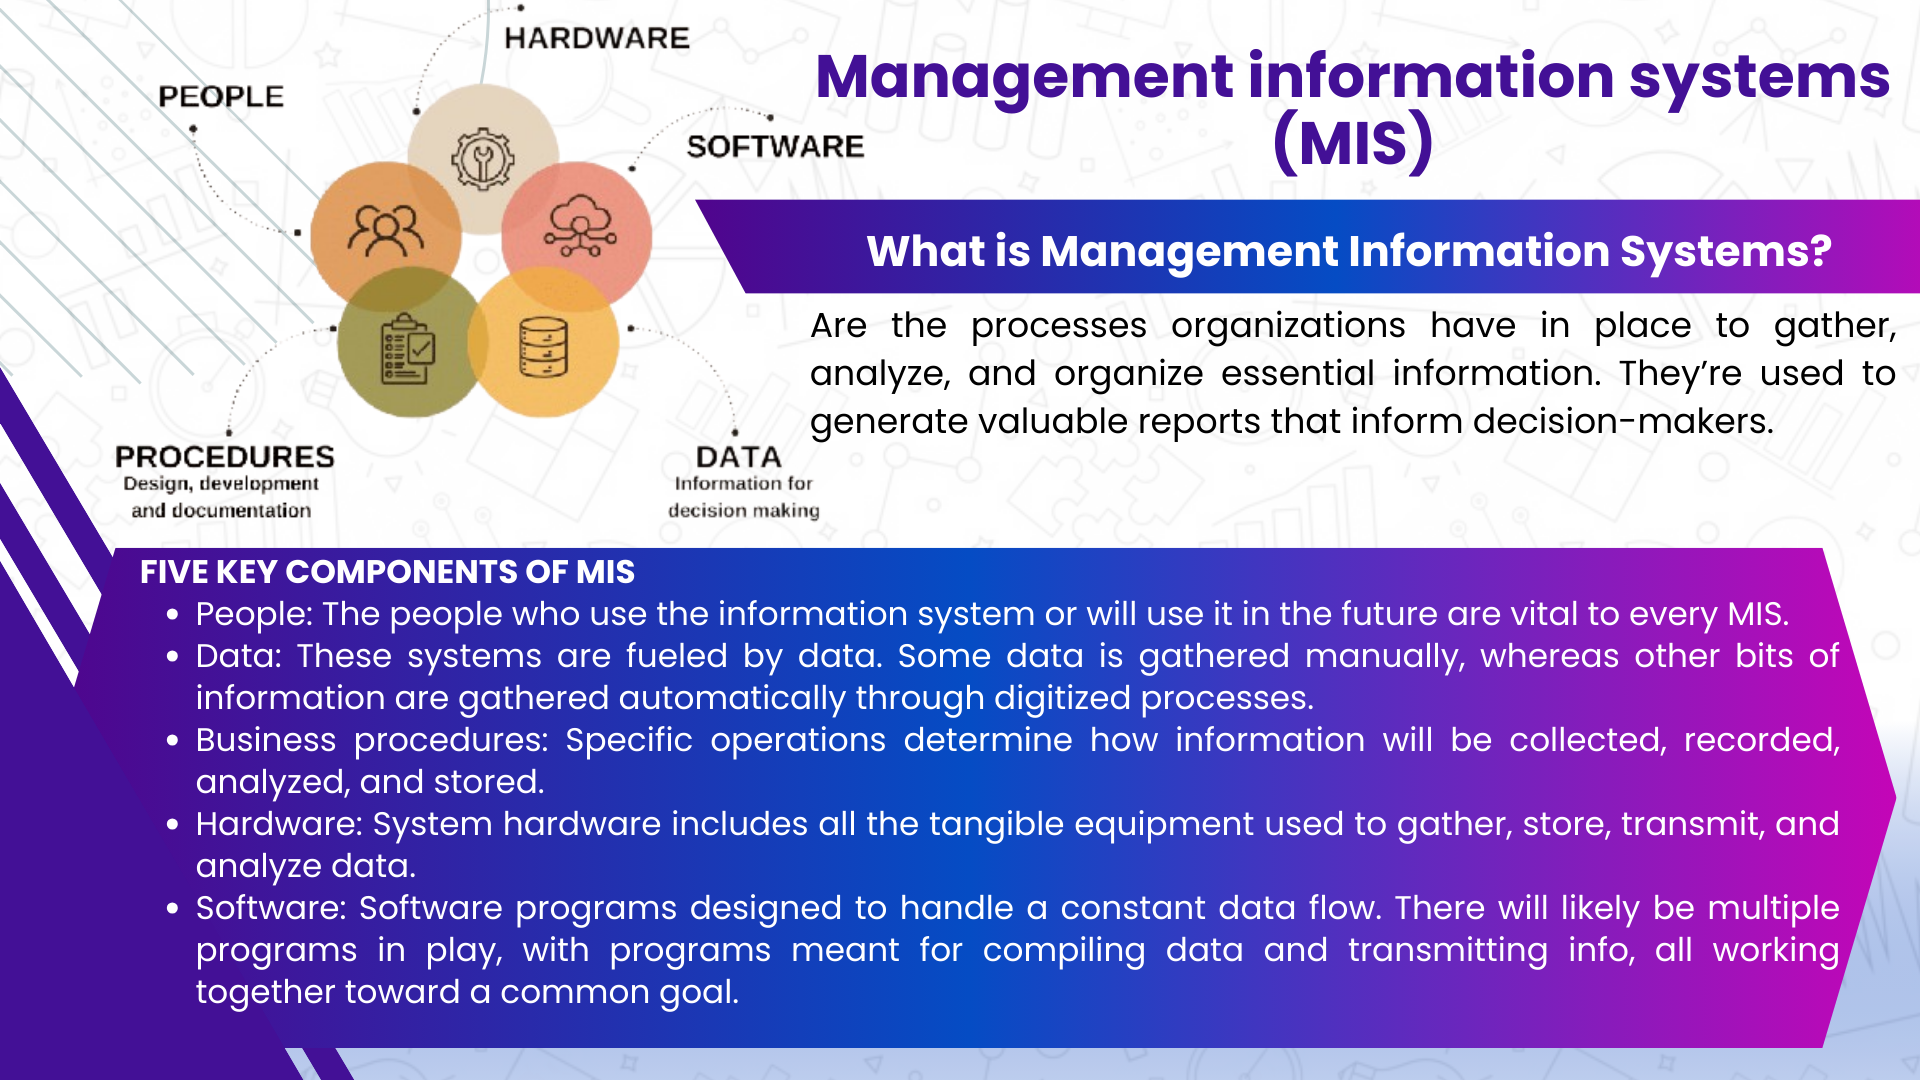 HARDWARE
PEOPLE
SOFTWARE
PROCEDURES
Design, development
and documentation
DATA
Information for
decision making
Management information systems
(MIS)
What is Management Information Systems?
Are the processes organizations have in place to gather,
analyze, and organize essential information. They’re used to
generate valuable reports that inform decision-makers.
FIVE KEY COMPONENTS OF MIS
• People: The people who use the information system or will use it in the future are vital to every MIS.
• Data: These systems are fueled by data. Some data is gathered manually, whereas other bits of
information are gathered automatically through digitized processes.
• Business procedures: Specific operations determine how information will be collected, recorded,
analyzed, and stored.
• Hardware: System hardware includes all the tangible equipment used to gather, store, transmit, and
analyze data.
• Software: Software programs designed to handle a constant data flow. There will likely be multiple
programs in play, with programs meant for compiling data and transmitting info, all working
together toward a common goal.